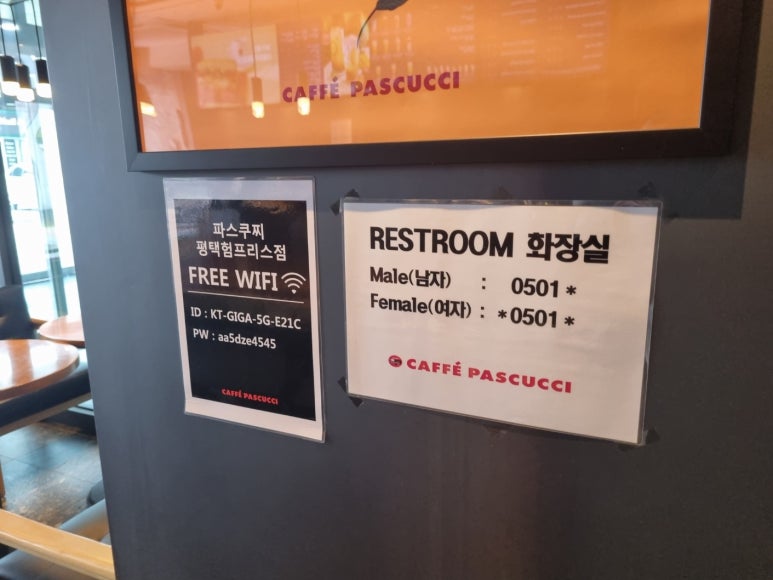 CAFFÉ PASCUCCI
파스쿠찌
평택험프리스점
FREE WIFI
ID : KT-GIGA-5G-E21C
PW : aa5dze4545
CAFFÉ PASCUCCI
RESTROOM 화장실
Male(남자) : 0501*
Female(여자) : *0501*
CAFFÉ PASCUCCI